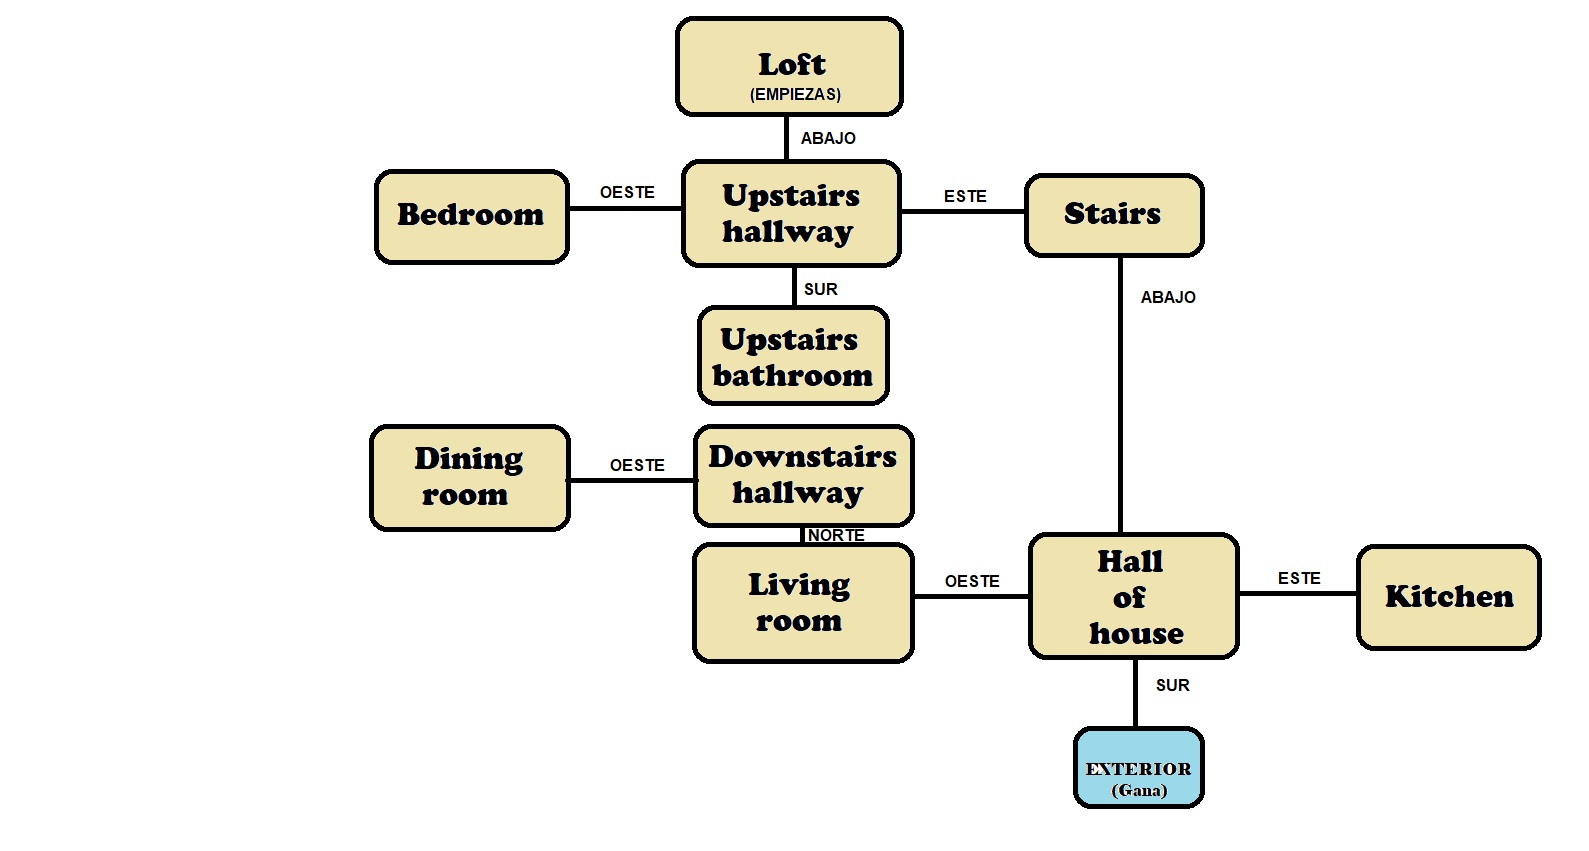 Loft
(EMPIEZAS)
ABAJO
Bedroom
OESTE
Upstairs
hallway
ESTE
Stairs
SUR
ABAJO
Upstairs
bathroom
Dining
room
OESTE
Downstairs
hallway
NORTE
Living
room
OESTE
Hall
of
house
ESTE
Kitchen
SUR
EXTERIOR
(Gana)